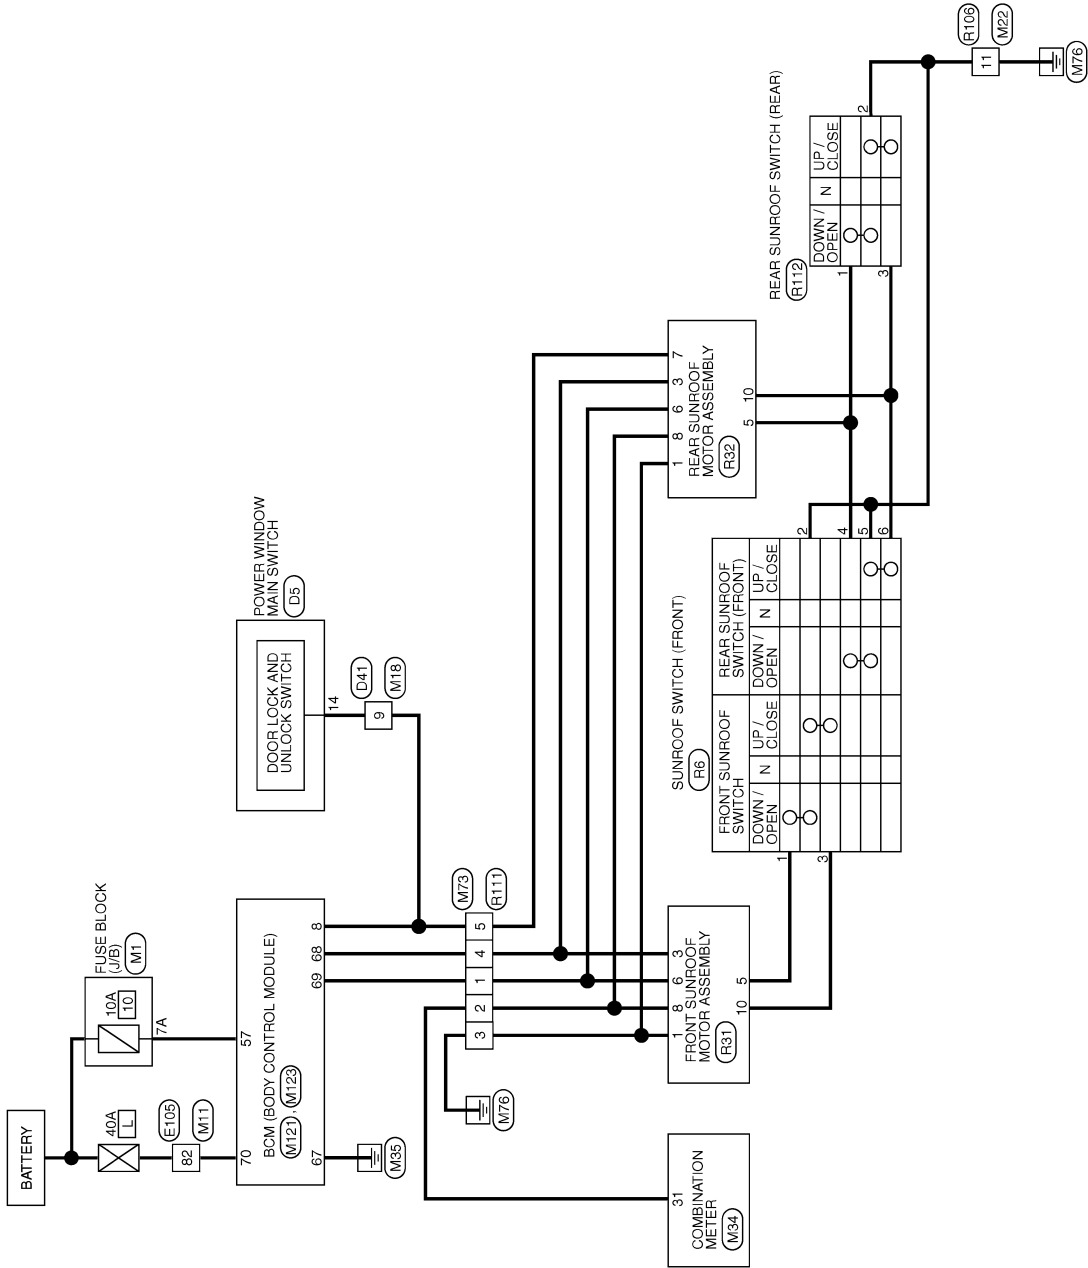 BATTERY
40A
L
E105
M11
82
FUSE BLOCK
(J/B)
M1
10A
10
7A
70
57
BCM (BODY CONTROL MODULE)
M121
,
M123
67
69
68
8
M35
POWER WINDOW
MAIN SWITCH
D5
DOOR LOCK AND
UNLOCK SWITCH
14
D41
M18
9
M73
R111
3
2
1
4
5
M76
COMBINATION
METER
M34
31
1
8
6
3
FRONT SUNROOF
MOTOR ASSEMBLY
R31
10
5
1
8
6
3
7
REAR SUNROOF
MOTOR ASSEMBLY
R32
5
10
SUNROOF SWITCH (FRONT)
R6
FRONT SUNROOF
SWITCH
REAR SUNROOF
SWITCH (FRONT)
DOWN /
OPEN
N
UP /
CLOSE
DOWN /
OPEN
N
UP /
CLOSE
1
3
2
4
5
6
REAR SUNROOF SWITCH (REAR)
R112
DOWN /
OPEN
N
UP /
CLOSE
1
3
2
R106
M22
11
M76